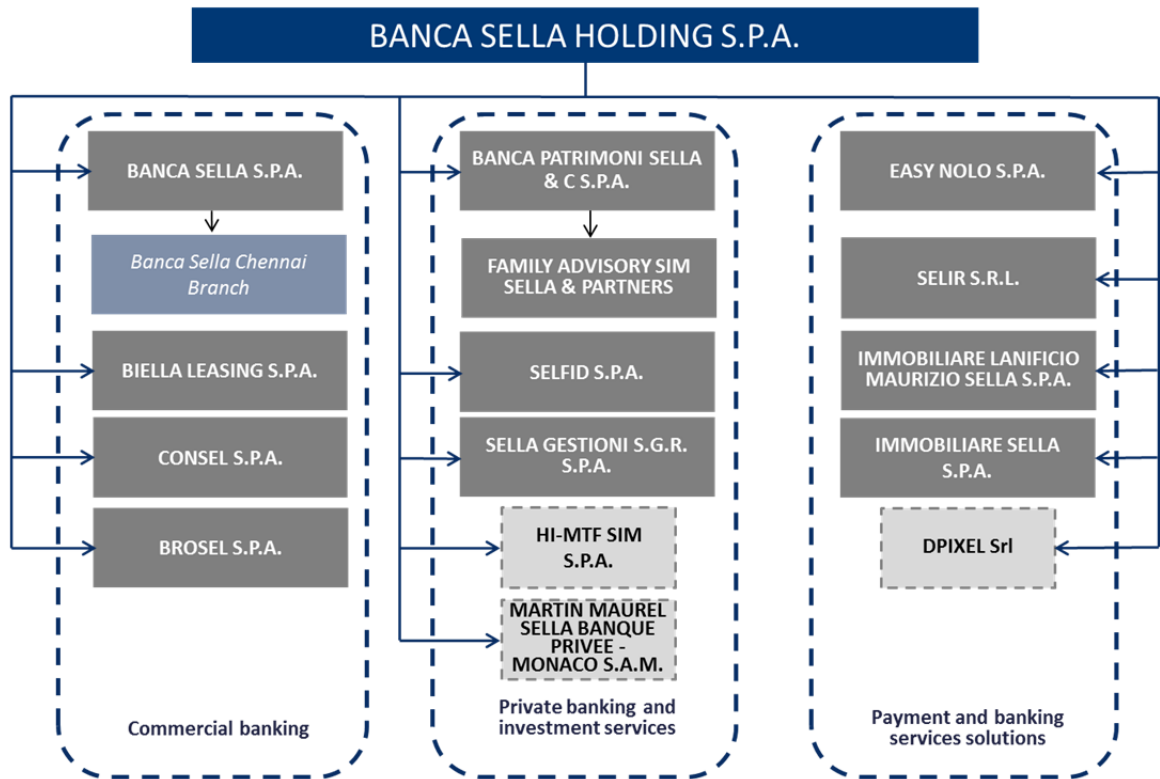 BANCA SELLA HOLDING S.P.A.
BANCA SELLA S.P.A.
Banca Sella Chennai
Branch
BIELLA LEASING S.P.A.
CONSEL S.P.A.
BROSEL S.P.A.
Commercial banking
BANCA PATRIMONI SELLA
& C S.P.A.
FAMILY ADVISORY SIM
SELLA & PARTNERS
SELFID S.P.A.
SELLA GESTIONI S.G.R.
S.P.A.
HI-MTF SIM
S.P.A.
MARTIN MAUREL
SELLA BANQUE
PRIVEE -
MONACO S.A.M.
Private banking and
investment services
EASY NOLO S.P.A.
SELIR S.R.L.
IMMOBILIARE LANIFICIO
MAURIZIO SELLA S.P.A.
IMMOBILIARE SELLA
S.P.A.
DPIXEL Srl
Payment and banking
services solutions